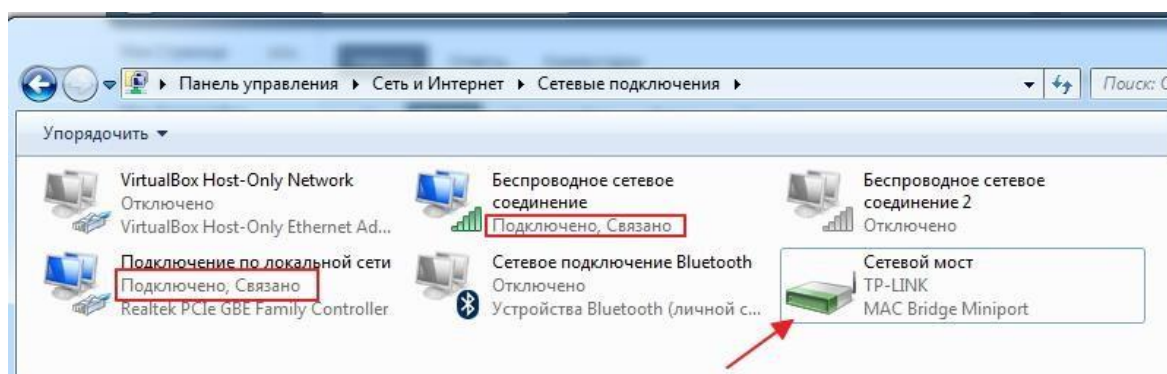 Панель управления ▸ Сеть и Интернет ▸ Сетевые подключения ▸
Поиск:
Упорядочить
VirtualBox Host-Only Network
Отключено
VirtualBox Host-Only Ethernet Ad...
Беспроводное сетевое
соединение
Подключено, Связано
Беспроводное сетевое
соединение 2
Отключено
Подключение по локальной сети
Подключено, Связано
Realtek PCIe GBE Family Controller
Сетевое подключение Bluetooth
Отключено
Устройства Bluetooth (личной с...
Сетевой мост
TP-LINK
MAC Bridge Miniport